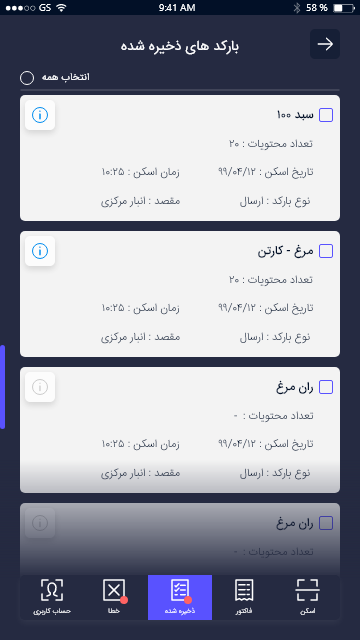 GS 9:41 AM 58 %
بارکد های ذخیره شده
انتخاب همه
سبد ۱۰۰
تعداد محتویات : ۲۰
تاریخ اسکن : ۹۹/۰۴/۱۲ زمان اسکن : ۱۰:۲۵
نوع بارکد : ارسال مقصد : انبار مرکزی
مرغ - کارتن
تعداد محتویات : ۲۰
تاریخ اسکن : ۹۹/۰۴/۱۲ زمان اسکن : ۱۰:۲۵
نوع بارکد : ارسال مقصد : انبار مرکزی
ران مرغ
تعداد محتویات : -
تاریخ اسکن : ۹۹/۰۴/۱۲ زمان اسکن : ۱۰:۲۵
نوع بارکد : ارسال مقصد : انبار مرکزی
ران مرغ
تعداد محتویات : -
اسکن فاکتور ذخیره شده خطا حساب کاربری